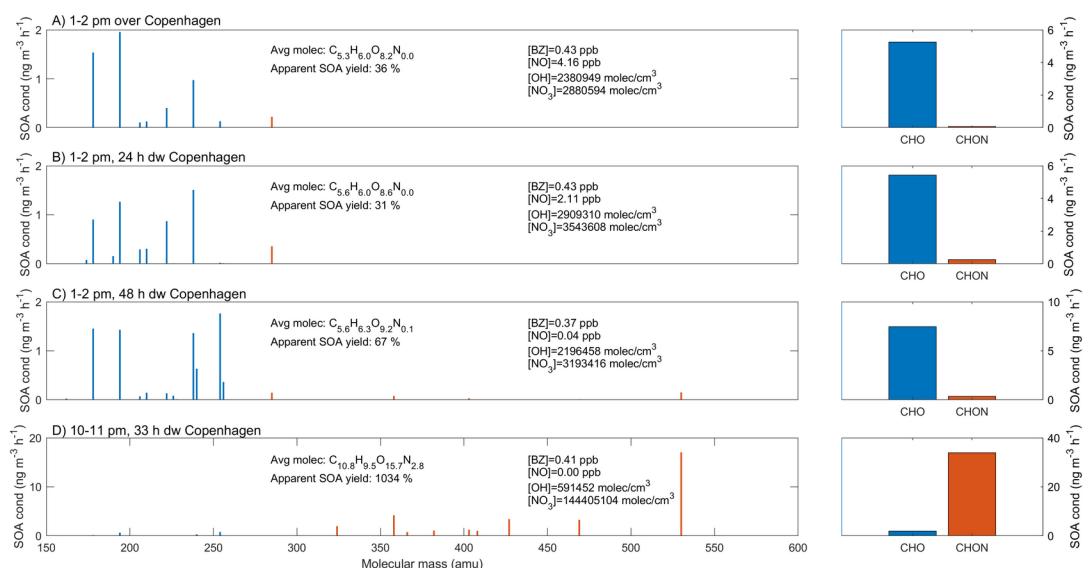 A) 1-2 pm over Copenhagen
SOA cond (ng m⁻³ h⁻¹)
2
1
0
Avg molec: C₅.₃H₆.₀O₈.₂N₀.₀
Apparent SOA yield: 36 %
[BZ]=0.43 ppb
[NO]=4.16 ppb
[OH]=2380949 molec/cm³
[NO₃]=2880594 molec/cm³
6
4
2
0
SOA cond (ng m⁻³ h⁻¹)
CHO CHON
B) 1-2 pm, 24 h dw Copenhagen
SOA cond (ng m⁻³ h⁻¹)
2
1
0
Avg molec: C₅.₆H₆.₀O₈.₆N₀.₀
Apparent SOA yield: 31 %
[BZ]=0.43 ppb
[NO]=2.11 ppb
[OH]=2909310 molec/cm³
[NO₃]=3543608 molec/cm³
6
4
2
0
SOA cond (ng m⁻³ h⁻¹)
CHO CHON
C) 1-2 pm, 48 h dw Copenhagen
SOA cond (ng m⁻³ h⁻¹)
2
1
0
Avg molec: C₅.₆H₆.₃O₉.₂N₀.₁
Apparent SOA yield: 67 %
[BZ]=0.37 ppb
[NO]=0.04 ppb
[OH]=2196458 molec/cm³
[NO₃]=3193416 molec/cm³
10
5
0
SOA cond (ng m⁻³ h⁻¹)
CHO CHON
D) 10-11 pm, 33 h dw Copenhagen
SOA cond (ng m⁻³ h⁻¹)
20
10
0
Avg molec: C₁₀.₈H₉.₅O₁₅.₇N₂.₈
Apparent SOA yield: 1034 %
[BZ]=0.41 ppb
[NO]=0.00 ppb
[OH]=591452 molec/cm³
[NO₃]=144405104 molec/cm³
40
20
0
SOA cond (ng m⁻³ h⁻¹)
CHO CHON
150 200 250 300 350 400 450 500 550 600
Molecular mass (amu)